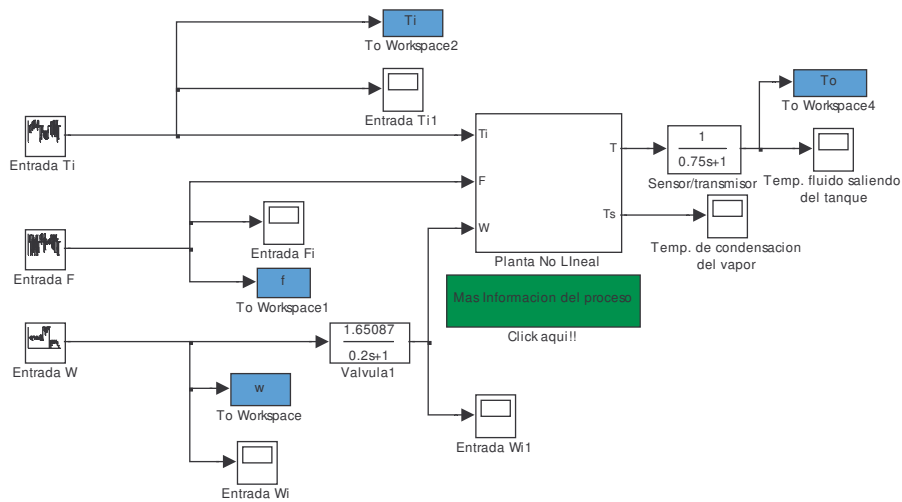 Ti
To Workspace2
Entrada Ti1
Entrada Ti
Ti
F
W
T
Ts
Planta No LIneal
1
0.75s+1
Sensor/transmisor
To
To Workspace4
Temp. fluido saliendo
del tanque
Temp. de condensacion
del vapor
Entrada Fi
Entrada F
f
To Workspace1
Mas Informacion del proceso
Click aqui!!
1.65087
0.2s+1
Valvula1
Entrada W
w
To Workspace
Entrada Wi
Entrada Wi1